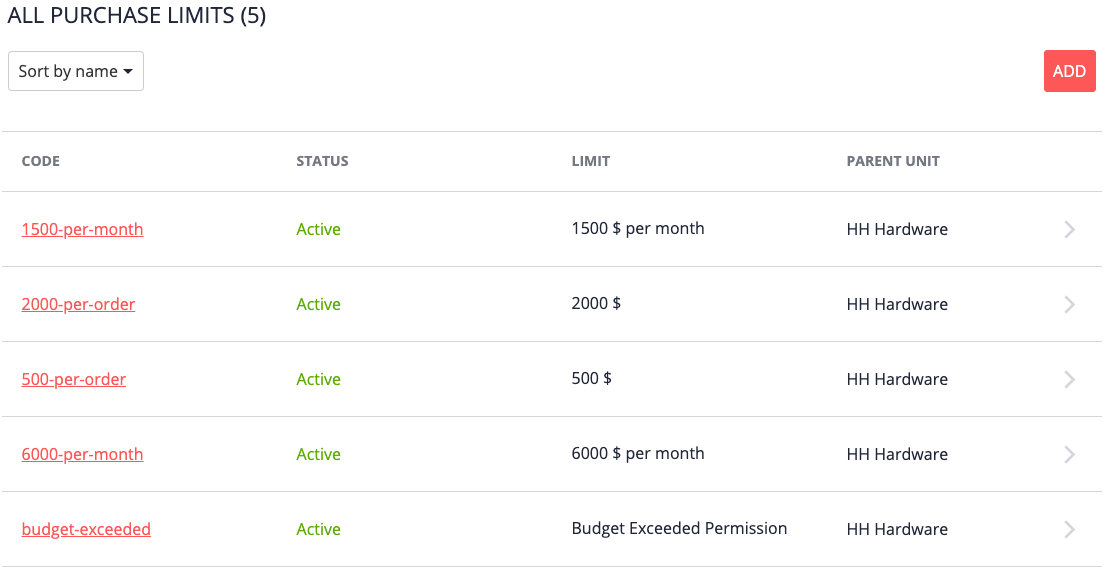 ALL PURCHASE LIMITS (5)
Sort by name
ADD
CODE STATUS LIMIT PARENT UNIT
1500-per-month Active 1500 $ per month HH Hardware
2000-per-order Active 2000 $ HH Hardware
500-per-order Active 500 $ HH Hardware
6000-per-month Active 6000 $ per month HH Hardware
budget-exceeded Active Budget Exceeded Permission HH Hardware